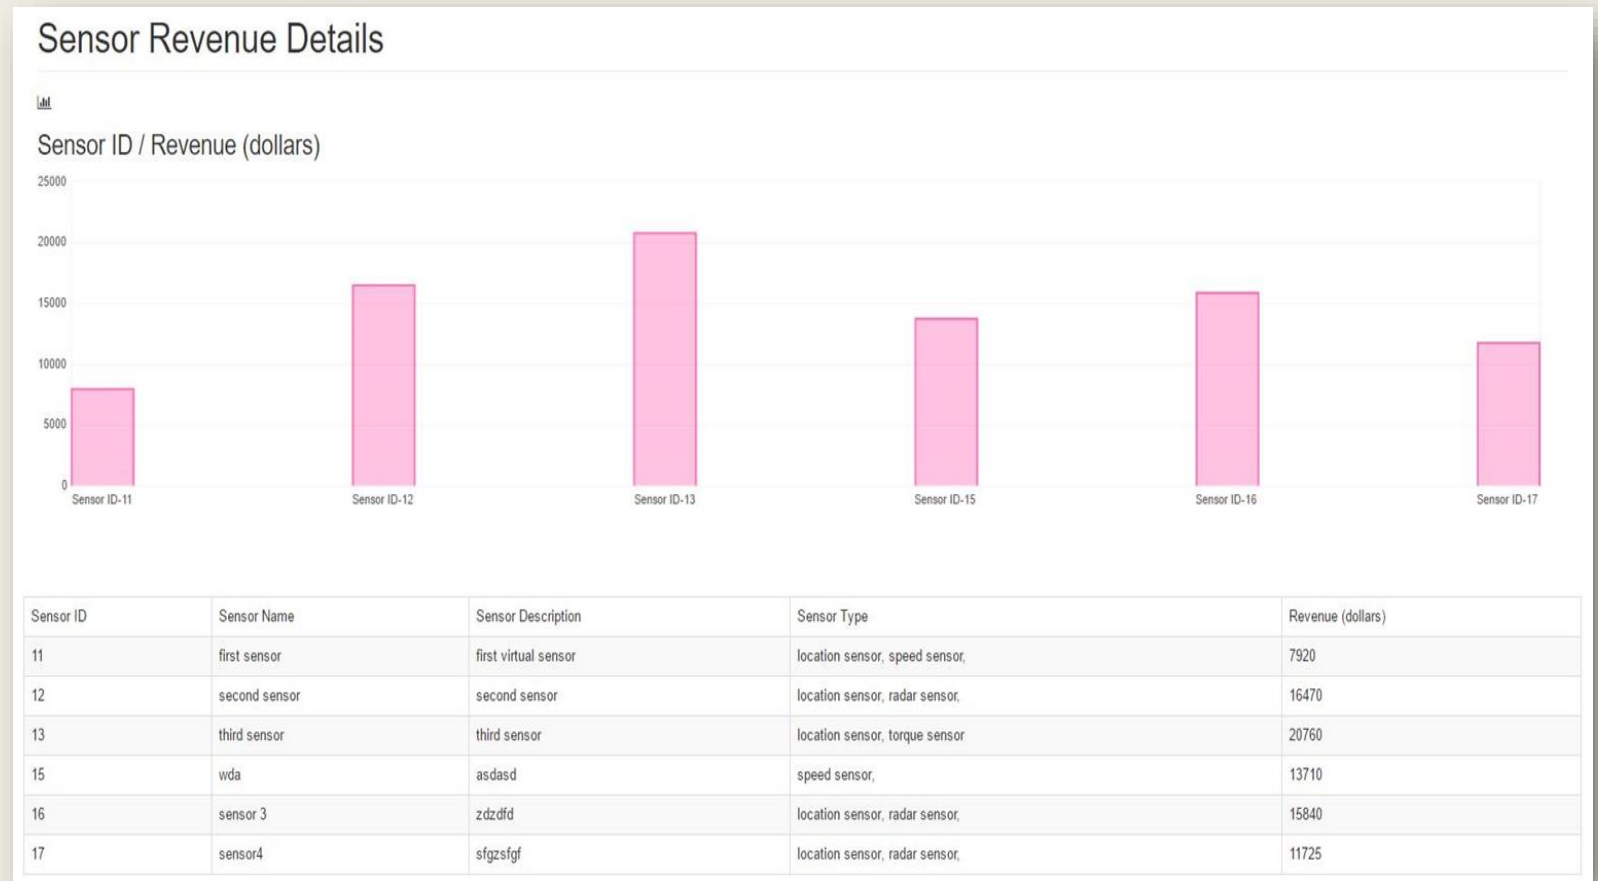 Sensor Revenue Details
Sensor ID / Revenue (dollars)
25000
20000
15000
10000
5000
0
Sensor ID-11 Sensor ID-12 Sensor ID-13 Sensor ID-15 Sensor ID-16 Sensor ID-17
Sensor ID Sensor Name Sensor Description Sensor Type Revenue (dollars)
11 first sensor first virtual sensor location sensor, speed sensor, 7920
12 second sensor second sensor location sensor, radar sensor, 16470
13 third sensor third sensor location sensor, torque sensor 20760
15 wda asdasd speed sensor, 13710
16 sensor 3 zdzdfd location sensor, radar sensor, 15840
17 sensor4 sfgzsfgf location sensor, radar sensor, 11725